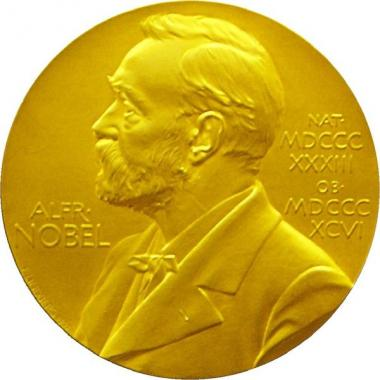 ALFR·
NOBEL
NAT·
MDCCC
XXXIII
OB·
MDCCC
XCVI